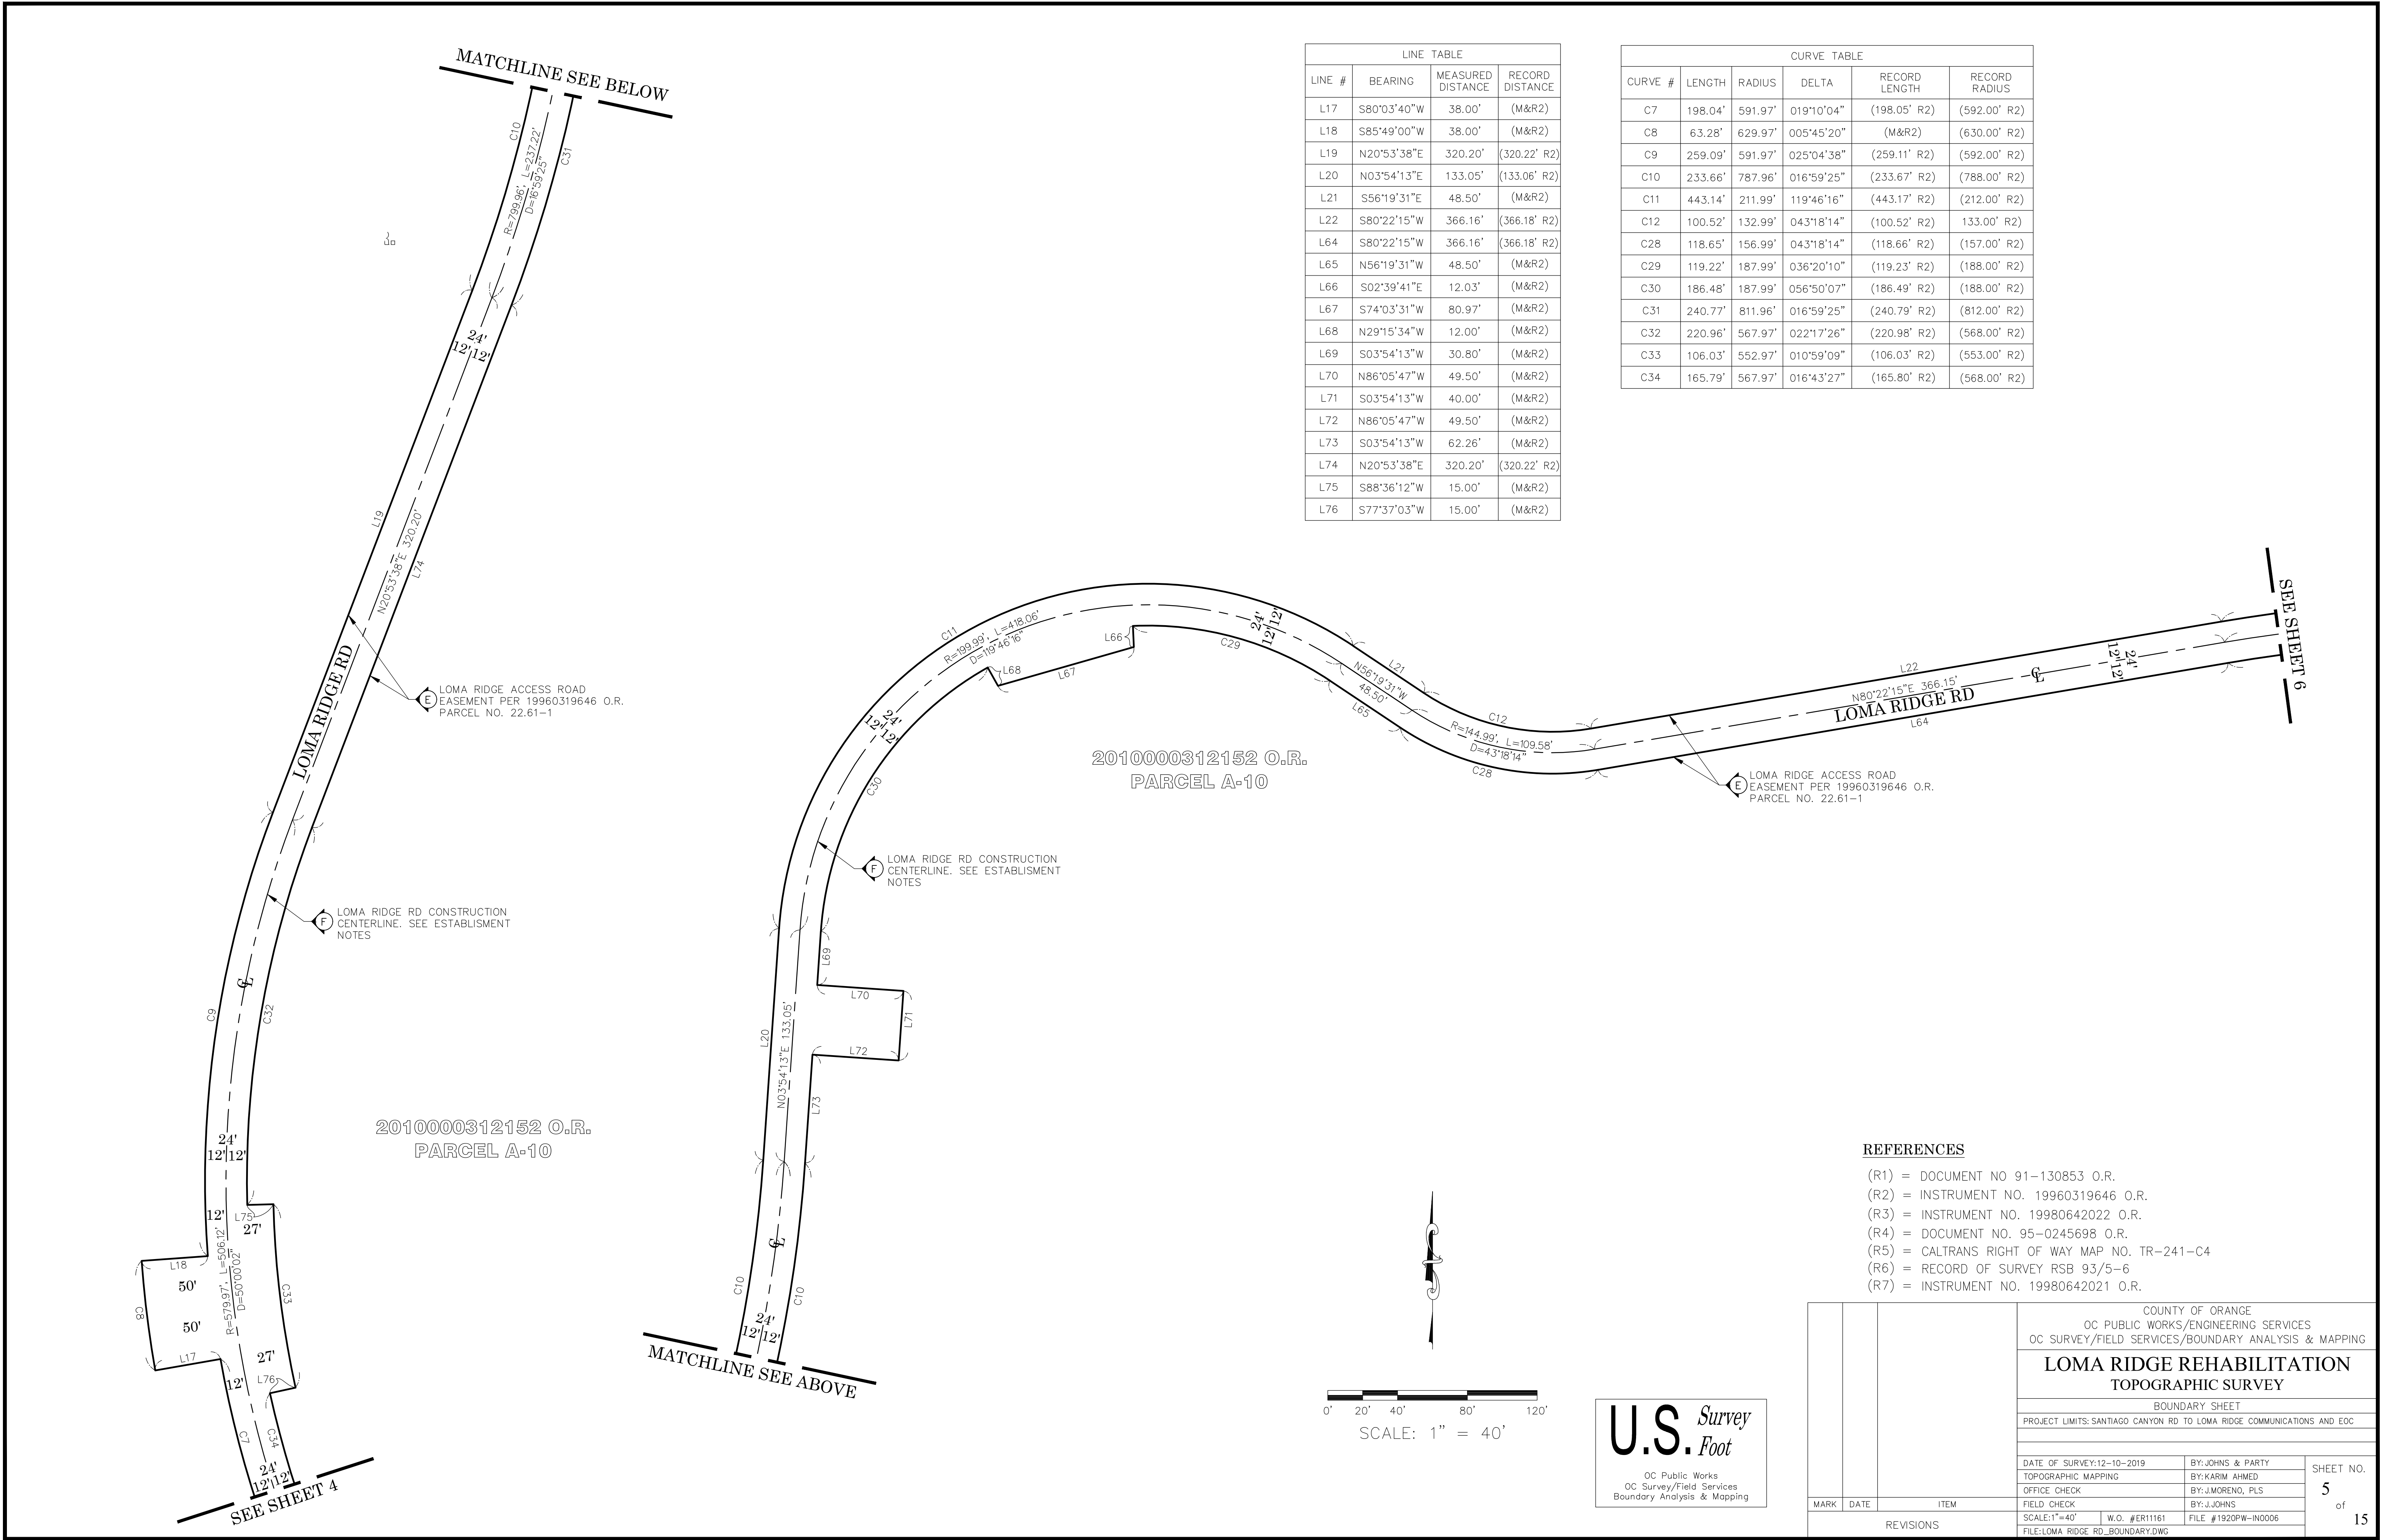 MATCHLINE SEE BELOW
C10
R=799.96', L=237.22'
D=16°59'25"
C31
24'
12' 12'
L19
N20°53'38"E 320.20'
L74
LOMA RIDGE RD
E
LOMA RIDGE ACCESS ROAD
EASEMENT PER 19960319646 O.R.
PARCEL NO. 22.61-1
F
LOMA RIDGE RD CONSTRUCTION
CENTERLINE. SEE ESTABLISMENT
NOTES
C9
C32
2010000312152 O.R.
PARCEL A-10
24'
12' 12'
12'
L75
27'
R=579.97', L=506.12'
D=50°00'02"
L18
50'
C8
50'
C33
L17
27'
12'
L76
C7
C34
24'
12' 12'
SEE SHEET 4
LINE TABLE
LINE # BEARING MEASURED DISTANCE RECORD DISTANCE
L17 S80°03'40"W 38.00' (M&R2)
L18 S85°49'00"W 38.00' (M&R2)
L19 N20°53'38"E 320.20' (320.22' R2)
L20 N03°54'13"E 133.05' (133.06' R2)
L21 S56°19'31"E 48.50' (M&R2)
L22 S80°22'15"W 366.16' (366.18' R2)
L64 S80°22'15"W 366.16' (366.18' R2)
L65 N56°19'31"W 48.50' (M&R2)
L66 S02°39'41"E 12.03' (M&R2)
L67 S74°03'31"W 80.97' (M&R2)
L68 N29°15'34"W 12.00' (M&R2)
L69 S03°54'13"W 30.80' (M&R2)
L70 N86°05'47"W 49.50' (M&R2)
L71 S03°54'13"W 40.00' (M&R2)
L72 N86°05'47"W 49.50' (M&R2)
L73 S03°54'13"W 62.26' (M&R2)
L74 N20°53'38"E 320.20' (320.22' R2)
L75 S88°36'12"W 15.00' (M&R2)
L76 S77°37'03"W 15.00' (M&R2)
CURVE TABLE
CURVE # LENGTH RADIUS DELTA RECORD LENGTH RECORD RADIUS
C7 198.04' 591.97' 019°10'04" (198.05' R2) (592.00' R2)
C8 63.28' 629.97' 005°45'20" (M&R2) (630.00' R2)
C9 259.09' 591.97' 025°04'38" (259.11' R2) (592.00' R2)
C10 233.66' 787.96' 016°59'25" (233.67' R2) (788.00' R2)
C11 443.14' 211.99' 119°46'16" (443.17' R2) (212.00' R2)
C12 100.52' 132.99' 043°18'14" (100.52' R2) 133.00' R2)
C28 118.65' 156.99' 043°18'14" (118.66' R2) (157.00' R2)
C29 119.22' 187.99' 036°20'10" (119.23' R2) (188.00' R2)
C30 186.48' 187.99' 056°50'07" (186.49' R2) (188.00' R2)
C31 240.77' 811.96' 016°59'25" (240.79' R2) (812.00' R2)
C32 220.96' 567.97' 022°17'26" (220.98' R2) (568.00' R2)
C33 106.03' 552.97' 010°59'09" (106.03' R2) (553.00' R2)
C34 165.79' 567.97' 016°43'27" (165.80' R2) (568.00' R2)
C11
R=199.99', L=418.06'
D=119°46'16"
L66
L68
L67
24'
12' 12'
C29
L21
N56°19'31"W
48.50'
L65
C12
R=144.99', L=109.58'
D=43°18'14"
C28
L22
N80°22'15"E 366.15'
LOMA RIDGE RD
L64
24'
12' 12'
SEE SHEET 6
E
LOMA RIDGE ACCESS ROAD
EASEMENT PER 19960319646 O.R.
PARCEL NO. 22.61-1
2010000312152 O.R.
PARCEL A-10
24'
12' 12'
C30
F
LOMA RIDGE RD CONSTRUCTION
CENTERLINE. SEE ESTABLISMENT
NOTES
L69
L70
L71
L72
L20
N03°54'13"E 133.05'
L73
C10
C10
24'
12' 12'
MATCHLINE SEE ABOVE
0' 20' 40' 80' 120'
SCALE: 1" = 40'
U.S. Survey
Foot
OC Public Works
OC Survey/Field Services
Boundary Analysis & Mapping
REFERENCES
(R1) = DOCUMENT NO 91-130853 O.R.
(R2) = INSTRUMENT NO. 19960319646 O.R.
(R3) = INSTRUMENT NO. 19980642022 O.R.
(R4) = DOCUMENT NO. 95-0245698 O.R.
(R5) = CALTRANS RIGHT OF WAY MAP NO. TR-241-C4
(R6) = RECORD OF SURVEY RSB 93/5-6
(R7) = INSTRUMENT NO. 19980642021 O.R.
COUNTY OF ORANGE
OC PUBLIC WORKS/ENGINEERING SERVICES
OC SURVEY/FIELD SERVICES/BOUNDARY ANALYSIS & MAPPING
LOMA RIDGE REHABILITATION
TOPOGRAPHIC SURVEY
BOUNDARY SHEET
PROJECT LIMITS: SANTIAGO CANYON RD TO LOMA RIDGE COMMUNICATIONS AND EOC
DATE OF SURVEY:12-10-2019 BY: JOHNS & PARTY
TOPOGRAPHIC MAPPING BY: KARIM AHMED
OFFICE CHECK BY: J.MORENO, PLS
FIELD CHECK BY: J.JOHNS
SCALE:1"=40' W.O. #ER11161 FILE #1920PW-IN0006
FILE:LOMA RIDGE RD_BOUNDARY.DWG
SHEET NO.
5
of
15
MARK DATE ITEM
REVISIONS